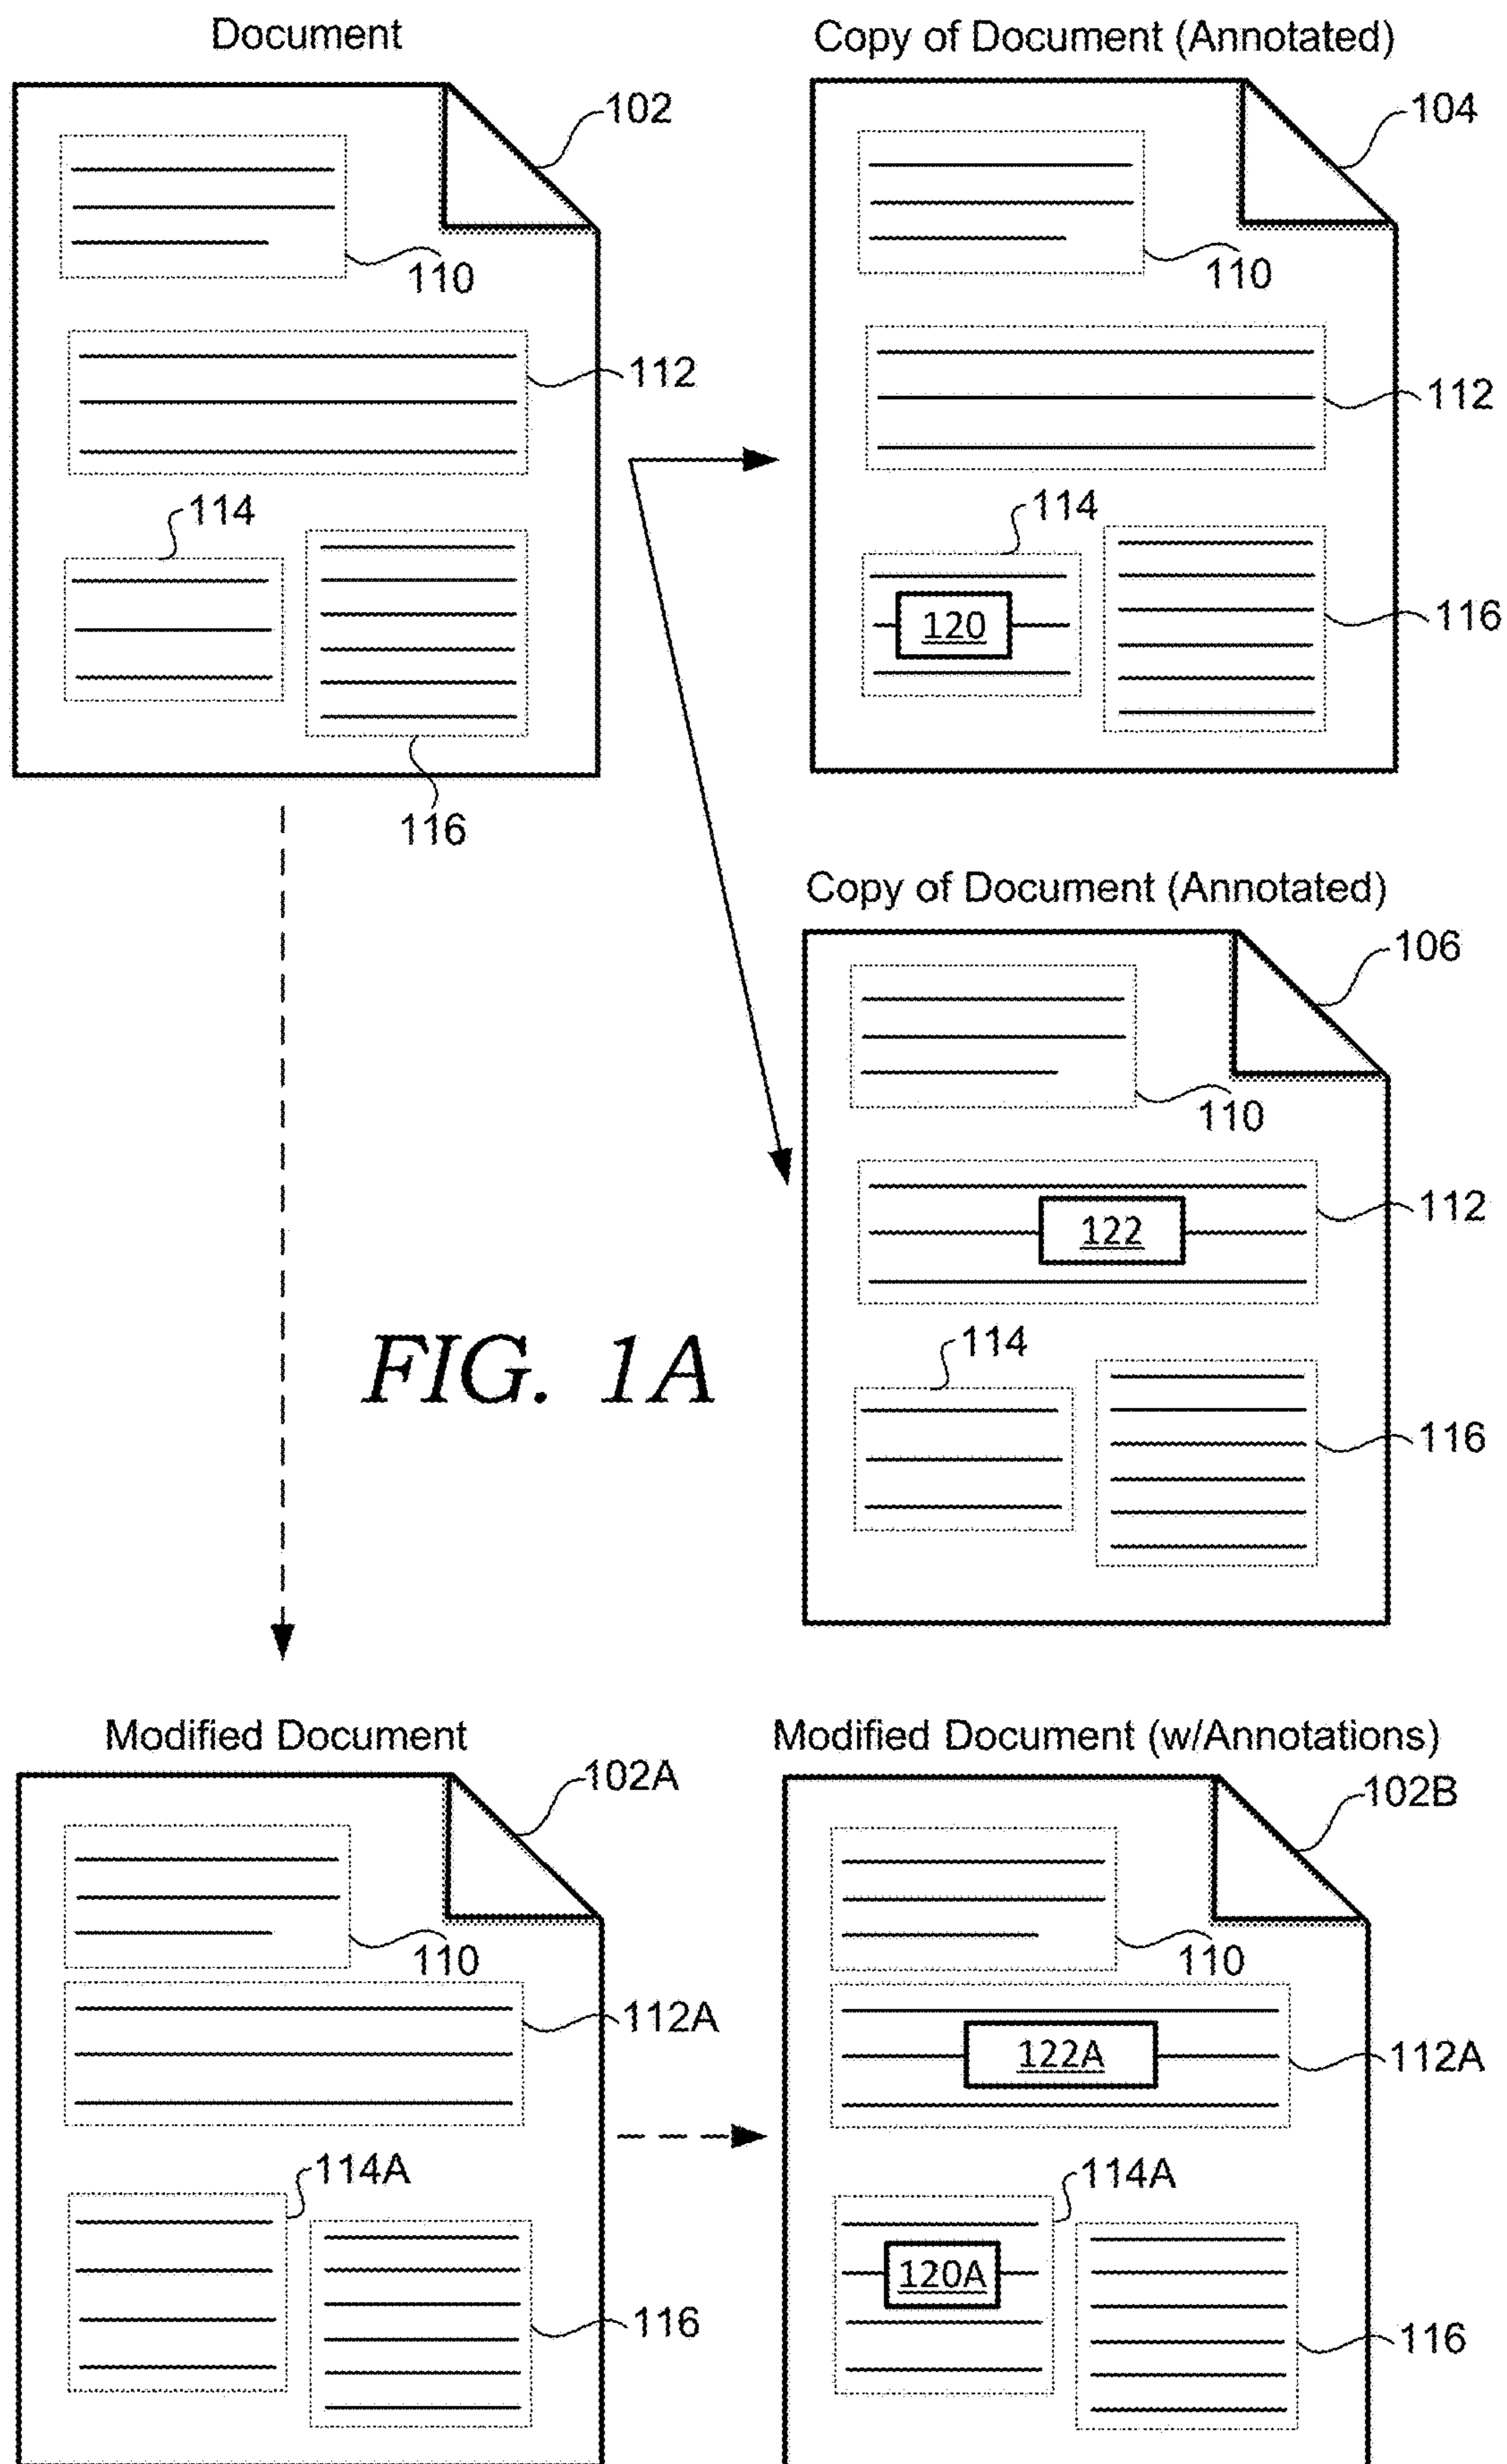 Document
102
110
112
114
116
Copy of Document (Annotated)
104
110
112
114
120
116
Copy of Document (Annotated)
106
110
112
122
114
116
FIG. 1A
Modified Document
102A
110
112A
114A
116
Modified Document (w/Annotations)
102B
110
122A
112A
114A
120A
116